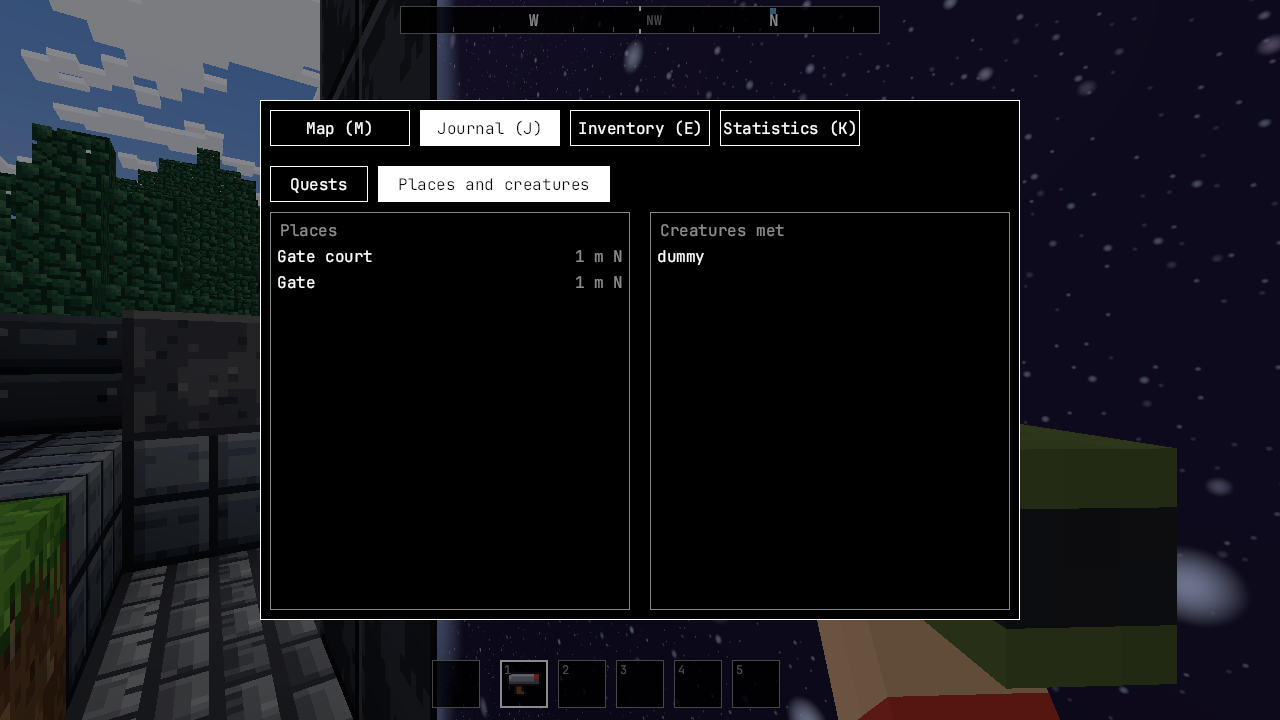 W NW N
Map (M) Journal (J) Inventory (E) Statistics (K)
Quests Places and creatures
Places
Gate court 1 m N
Gate 1 m N
Creatures met
dummy
1 2 3 4 5